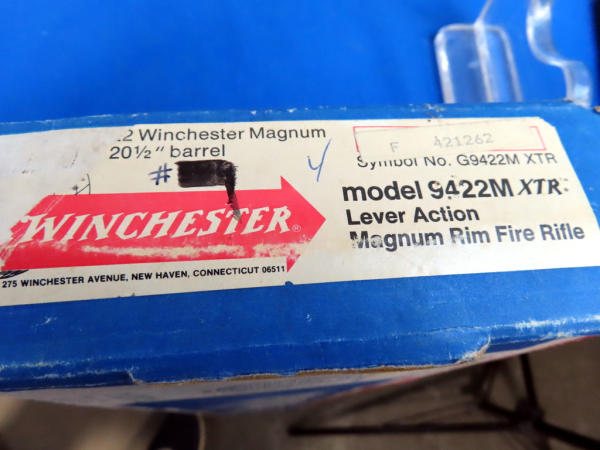 .22 Winchester Magnum
20½" barrel
#
4
WINCHESTER®
275 WINCHESTER AVENUE, NEW HAVEN, CONNECTICUT 06511
F 421262
Symbol No. G9422M XTR
model 9422M XTR
Lever Action
Magnum Rim Fire Rifle